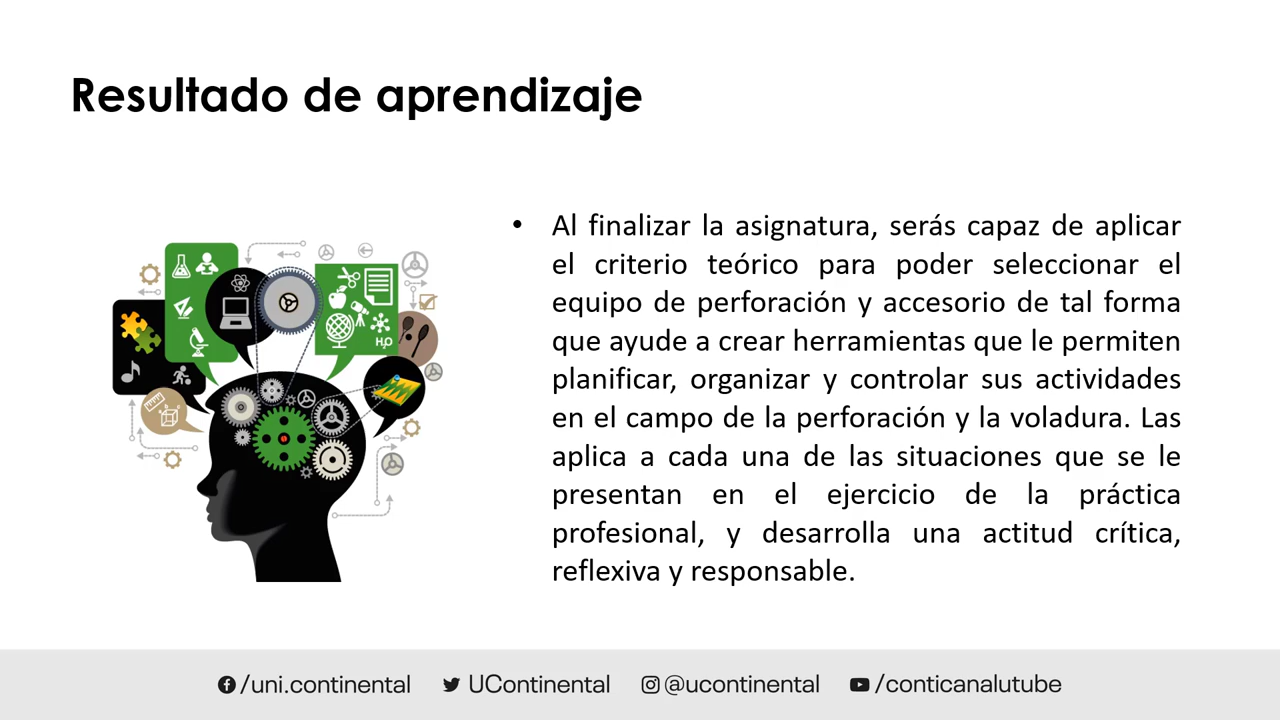 Resultado de aprendizaje
H₂O
• Al finalizar la asignatura, serás capaz de aplicar
el criterio teórico para poder seleccionar el
equipo de perforación y accesorio de tal forma
que ayude a crear herramientas que le permiten
planificar, organizar y controlar sus actividades
en el campo de la perforación y la voladura. Las
aplica a cada una de las situaciones que se le
presentan en el ejercicio de la práctica
profesional, y desarrolla una actitud crítica,
reflexiva y responsable.
/uni.continental UContinental @ucontinental /conticanalutube